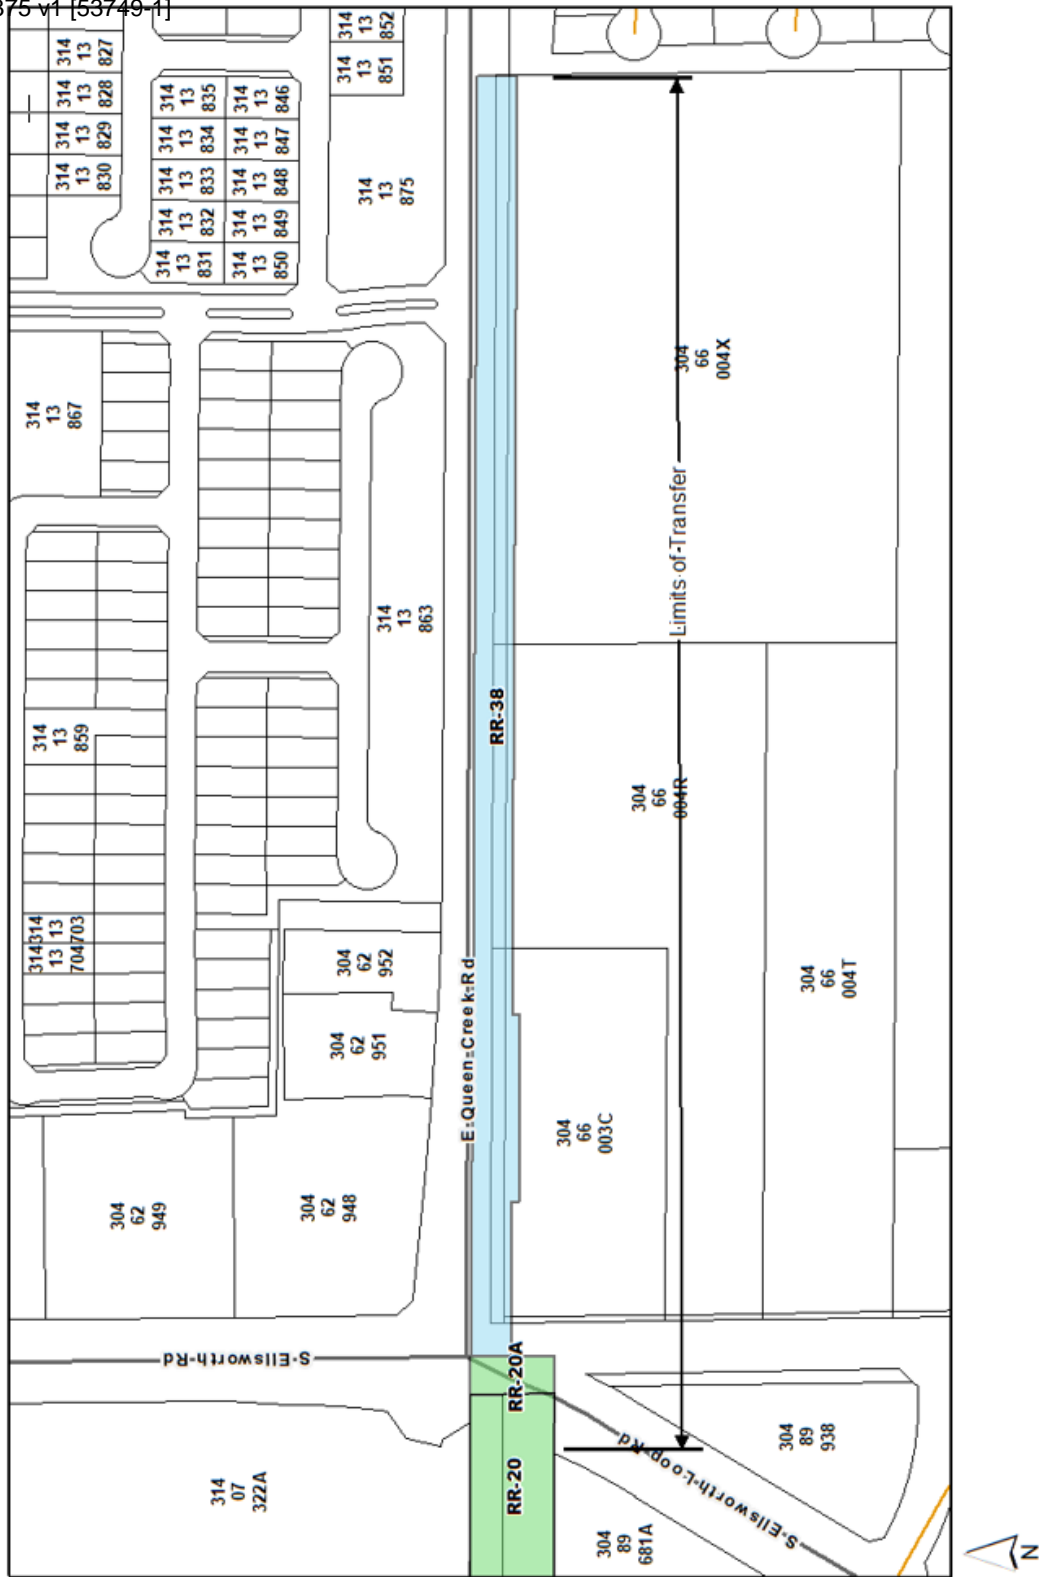 375 v1 [53749-1]
314 13 827
314 13 828
314 13 829
314 13 830
314 13 835
314 13 834
314 13 833
314 13 832
314 13 831
314 13 846
314 13 847
314 13 848
314 13 849
314 13 850
314 13 852
314 13 851
314 13 875
314 13 867
314 13 863
314 13 859
314 13 703
314 13 704
304 62 952
304 62 951
304 62 949
304 62 948
314 07 322A
304 66 004X
304 66 004R
304 66 004T
304 66 003C
304 89 938
304 89 681A
Limits-of-Transfer
RR-38
RR-20A
RR-20
E-Queen-Creek-Rd
S-Ellsworth-Rd
S-Ellsworth-Loop-Rd
N